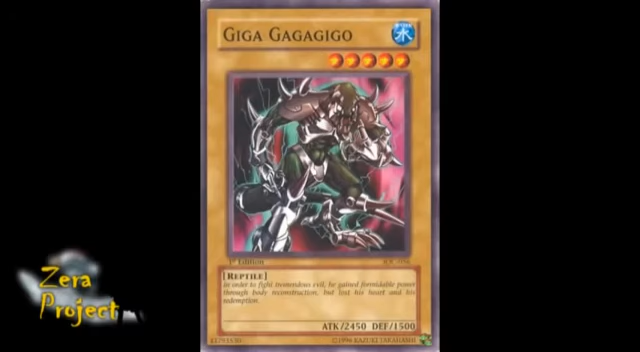 GIGA GAGAGIGO
水
1st Edition
[REPTILE]
In order to fight tremendous evil, he gained formidable power
through body reconstruction, but lost his heart and his
redemption.
ATK/2450 DEF/1500
©1996 KAZUKI TAKAHASHI
Zera
Project